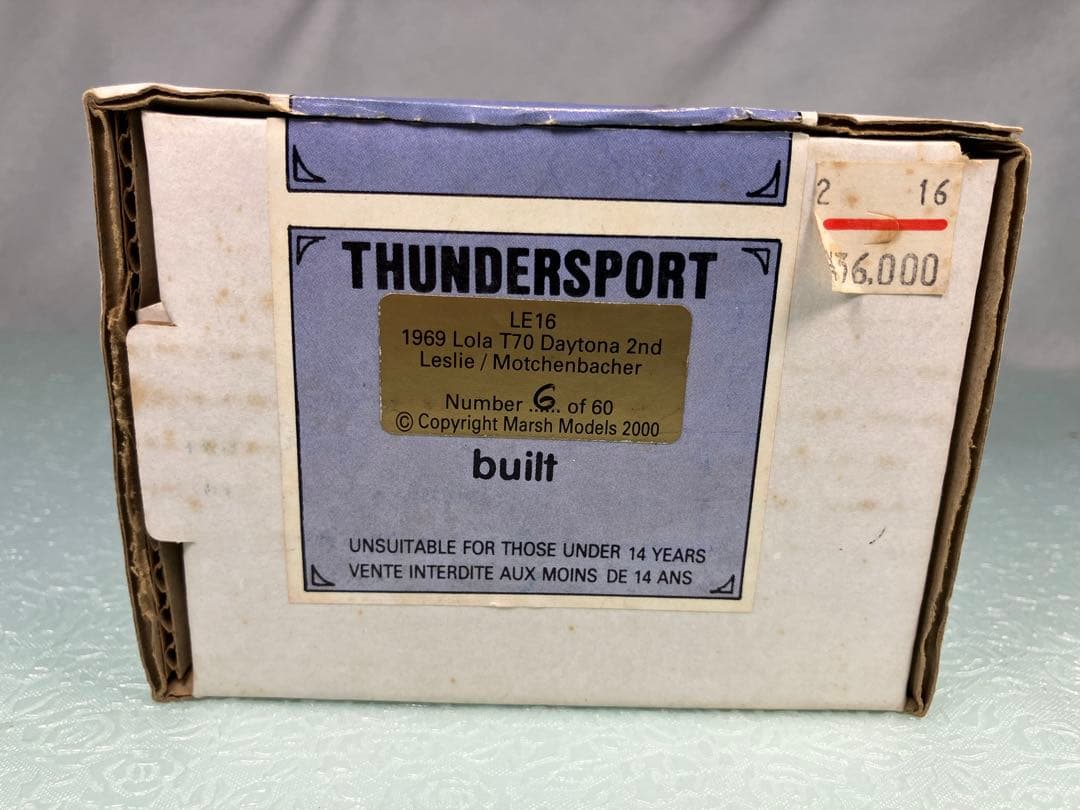 2 16
¥36,000
THUNDERSPORT
LE16
1969 Lola T70 Daytona 2nd
Leslie / Motchenbacher
Number ..6.. of 60
© Copyright Marsh Models 2000
built
UNSUITABLE FOR THOSE UNDER 14 YEARS
VENTE INTERDITE AUX MOINS DE 14 ANS